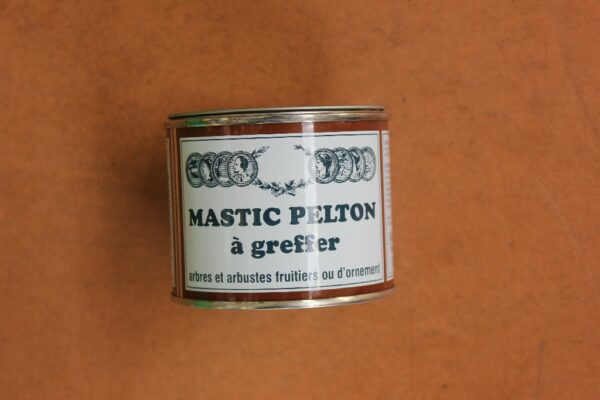 MASTIC PELTON
à greffer
arbres et arbustes fruitiers ou d'ornement